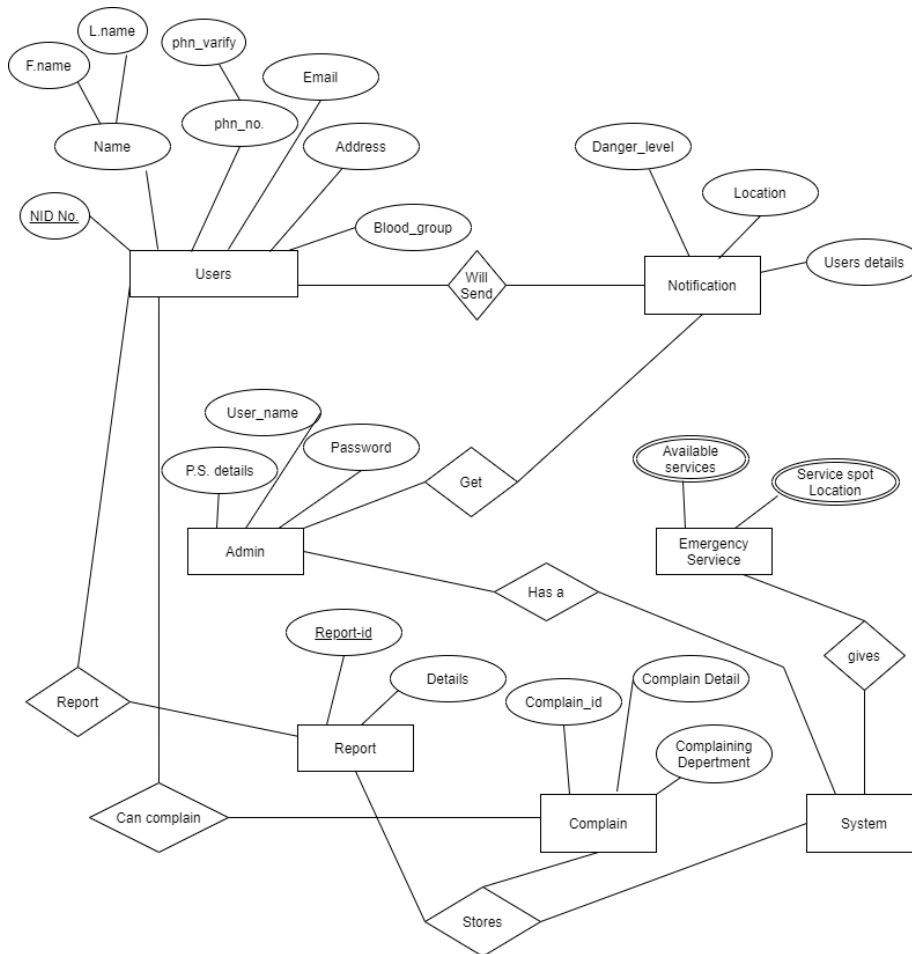 L.name
phn_varify
F.name
Email
phn_no.
Name
Address
Danger_level
Location
NID No.
Blood_group
Users
Will
Send
Users details
Notification
User_name
Password
P.S. details
Get
Available
services
Service spot
Location
Admin
Emergency
Serviece
Has a
Report-id
gives
Details
Complain Detail
Report
Complain_id
Report
Complaining
Depertment
Can complain
Complain
System
Stores